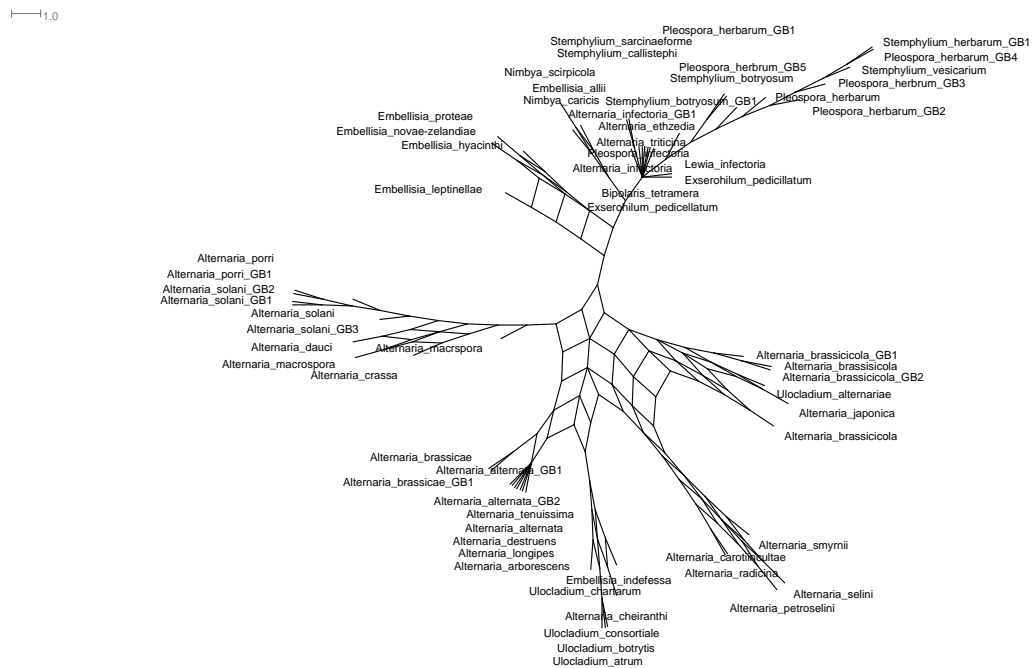 1.0
Pleospora_herbarum_GB1
Stemphylium_sarcinaeforme
Stemphylium_herbarum_GB1
Stemphylium_callistephi
Pleospora_herbarum_GB4
Pleospora_herbrum_GB5
Stemphylium_vesicarium
Nimbya_scirpicola
Stemphylium_botryosum
Pleospora_herbrum_GB3
Embellisia_allii
Pleospora_herbarum
Nimbya_caricis
Stemphylium_botryosum_GB1
Pleospora_herbarum_GB2
Embellisia_proteae
Alternaria_infectoria_GB1
Alternaria_ethzedia
Embellisia_novae-zelandiae
Alternaria_triticina
Embellisia_hyacinthi
Pleospora_infectoria
Lewia_infectoria
Alternaria_infectoria
Exserohilum_pedicillatum
Embellisia_leptinellae
Bipolaris_tetramera
Exserohilum_pedicellatum
Alternaria_porri
Alternaria_porri_GB1
Alternaria_solani_GB2
Alternaria_solani_GB1
Alternaria_solani
Alternaria_solani_GB3
Alternaria_dauci
Alternaria_macrspora
Alternaria_macrospora
Alternaria_crassa
Alternaria_brassicicola_GB1
Alternaria_brassisicola
Alternaria_brassicicola_GB2
Ulocladium_alternariae
Alternaria_japonica
Alternaria_brassicicola
Alternaria_brassicae
Alternaria_alternata_GB1
Alternaria_brassicae_GB1
Alternaria_alternata_GB2
Alternaria_tenuissima
Alternaria_alternata
Alternaria_destruens
Alternaria_longipes
Alternaria_arborescens
Alternaria_smyrnii
Alternaria_carotiincultae
Alternaria_radicina
Embellisia_indefessa
Ulocladium_chartarum
Alternaria_selini
Alternaria_petroselini
Alternaria_cheiranthi
Ulocladium_consortiale
Ulocladium_botrytis
Ulocladium_atrum